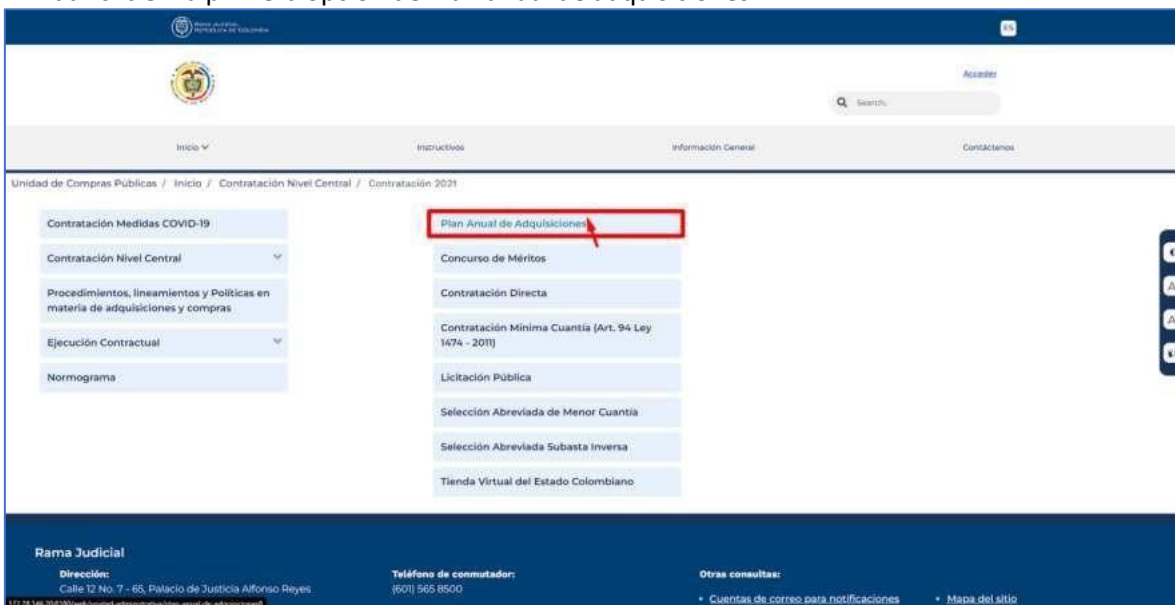 RAMA JUDICIAL
REPÚBLICA DE COLOMBIA
ES
Acceder
Search.
Inicio
Instructivos
Información General
Contáctenos
Unidad de Compras Públicas / Inicio / Contratación Nivel Central / Contratación 2021
Contratación Medidas COVID-19
Contratación Nivel Central
Procedimientos, lineamientos y Políticas en
materia de adquisiciones y compras
Ejecución Contractual
Normograma
Plan Anual de Adquisiciones
Concurso de Méritos
Contratación Directa
Contratación Mínima Cuantía (Art. 94 Ley
1474 - 2011)
Licitación Pública
Selección Abreviada de Menor Cuantía
Selección Abreviada Subasta Inversa
Tienda Virtual del Estado Colombiano
A
A
Rama Judicial
Dirección:
Calle 12 No. 7 - 65, Palacio de Justicia Alfonso Reyes
Teléfono de conmutador:
(601) 565 8500
Otras consultas:
• Cuentas de correo para notificaciones
• Mapa del sitio